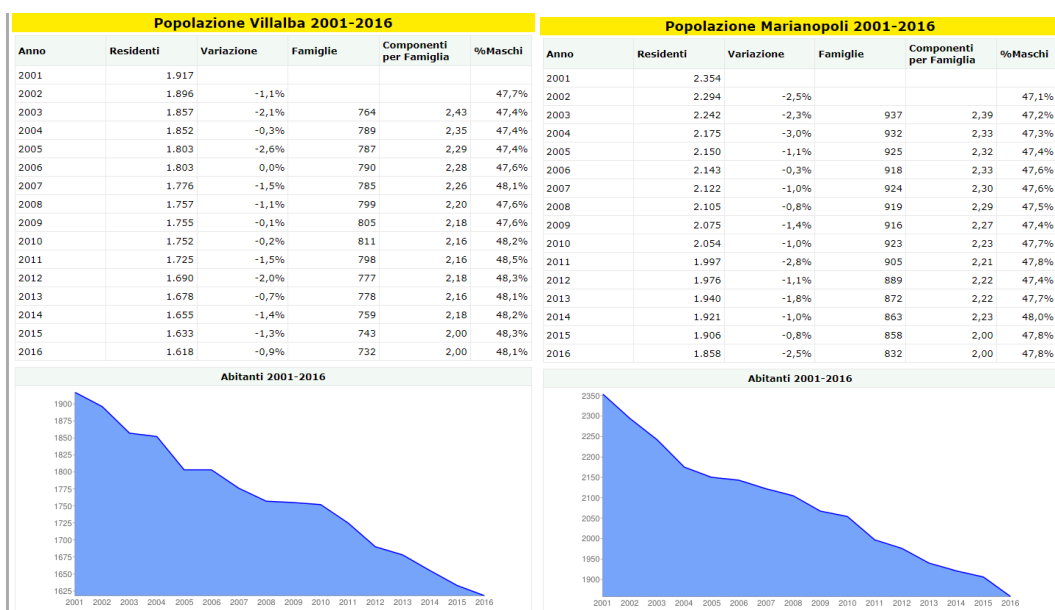 Popolazione Villalba 2001-2016
Anno Residenti Variazione Famiglie Componenti per Famiglia %Maschi
2001 1.917
2002 1.896 -1,1% 47,7%
2003 1.857 -2,1% 764 2,43 47,4%
2004 1.852 -0,3% 789 2,35 47,4%
2005 1.803 -2,6% 787 2,29 47,4%
2006 1.803 0,0% 790 2,28 47,6%
2007 1.776 -1,5% 785 2,26 48,1%
2008 1.757 -1,1% 799 2,20 47,6%
2009 1.755 -0,1% 805 2,18 47,6%
2010 1.752 -0,2% 811 2,16 48,2%
2011 1.725 -1,5% 798 2,16 48,5%
2012 1.690 -2,0% 777 2,18 48,3%
2013 1.678 -0,7% 778 2,16 48,1%
2014 1.655 -1,4% 759 2,18 48,2%
2015 1.633 -1,3% 743 2,00 48,3%
2016 1.618 -0,9% 732 2,00 48,1%
Abitanti 2001-2016
1900
1875
1850
1825
1800
1775
1750
1725
1700
1675
1650
1625
2001 2002 2003 2004 2005 2006 2007 2008 2009 2010 2011 2012 2013 2014 2015 2016
Popolazione Marianopoli 2001-2016
Anno Residenti Variazione Famiglie Componenti per Famiglia %Maschi
2001 2.354
2002 2.294 -2,5% 47,1%
2003 2.242 -2,3% 937 2,39 47,2%
2004 2.175 -3,0% 932 2,33 47,3%
2005 2.150 -1,1% 925 2,32 47,4%
2006 2.143 -0,3% 918 2,33 47,6%
2007 2.122 -1,0% 924 2,30 47,6%
2008 2.105 -0,8% 919 2,29 47,5%
2009 2.075 -1,4% 916 2,27 47,4%
2010 2.054 -1,0% 923 2,23 47,7%
2011 1.997 -2,8% 905 2,21 47,8%
2012 1.976 -1,1% 889 2,22 47,4%
2013 1.940 -1,8% 872 2,22 47,7%
2014 1.921 -1,0% 863 2,23 48,0%
2015 1.906 -0,8% 858 2,00 47,8%
2016 1.858 -2,5% 832 2,00 47,8%
Abitanti 2001-2016
2350
2300
2250
2200
2150
2100
2050
2000
1950
1900
2001 2002 2003 2004 2005 2006 2007 2008 2009 2010 2011 2012 2013 2014 2015 2016